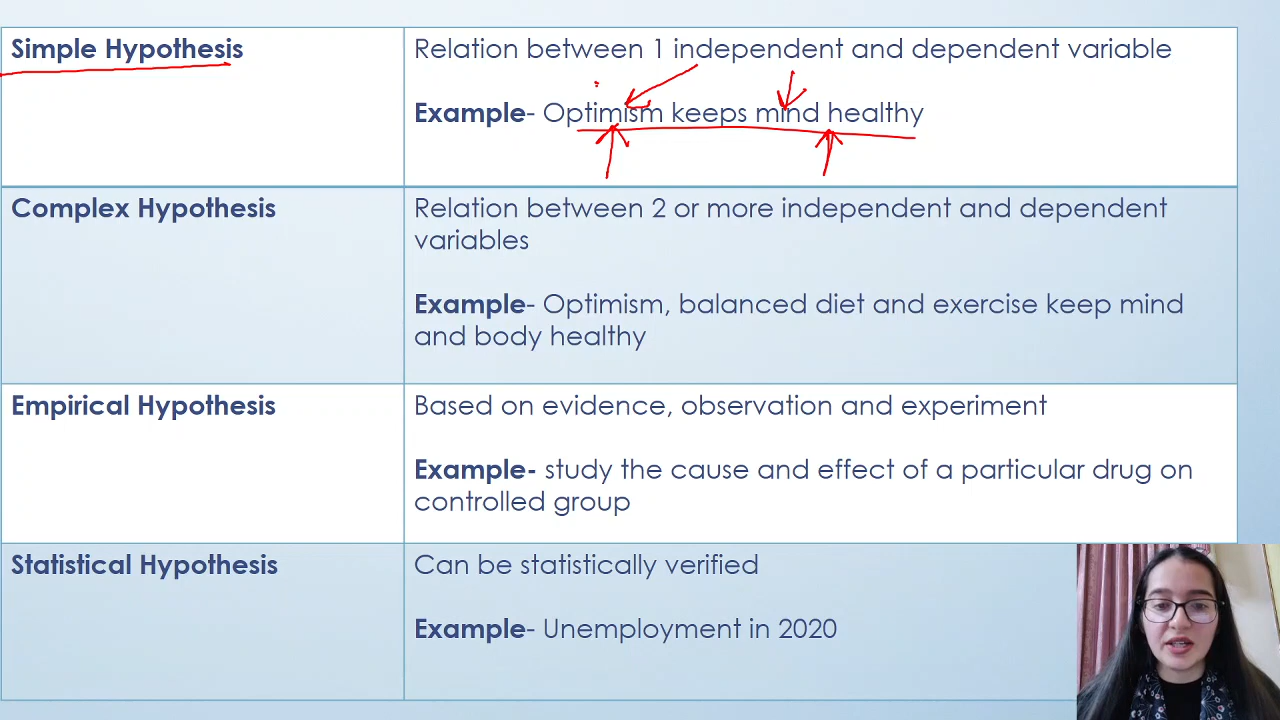 Simple Hypothesis
Relation between 1 independent and dependent variable
Example- Optimism keeps mind healthy
Complex Hypothesis
Relation between 2 or more independent and dependent
variables
Example- Optimism, balanced diet and exercise keep mind
and body healthy
Empirical Hypothesis
Based on evidence, observation and experiment
Example- study the cause and effect of a particular drug on
controlled group
Statistical Hypothesis
Can be statistically verified
Example- Unemployment in 2020